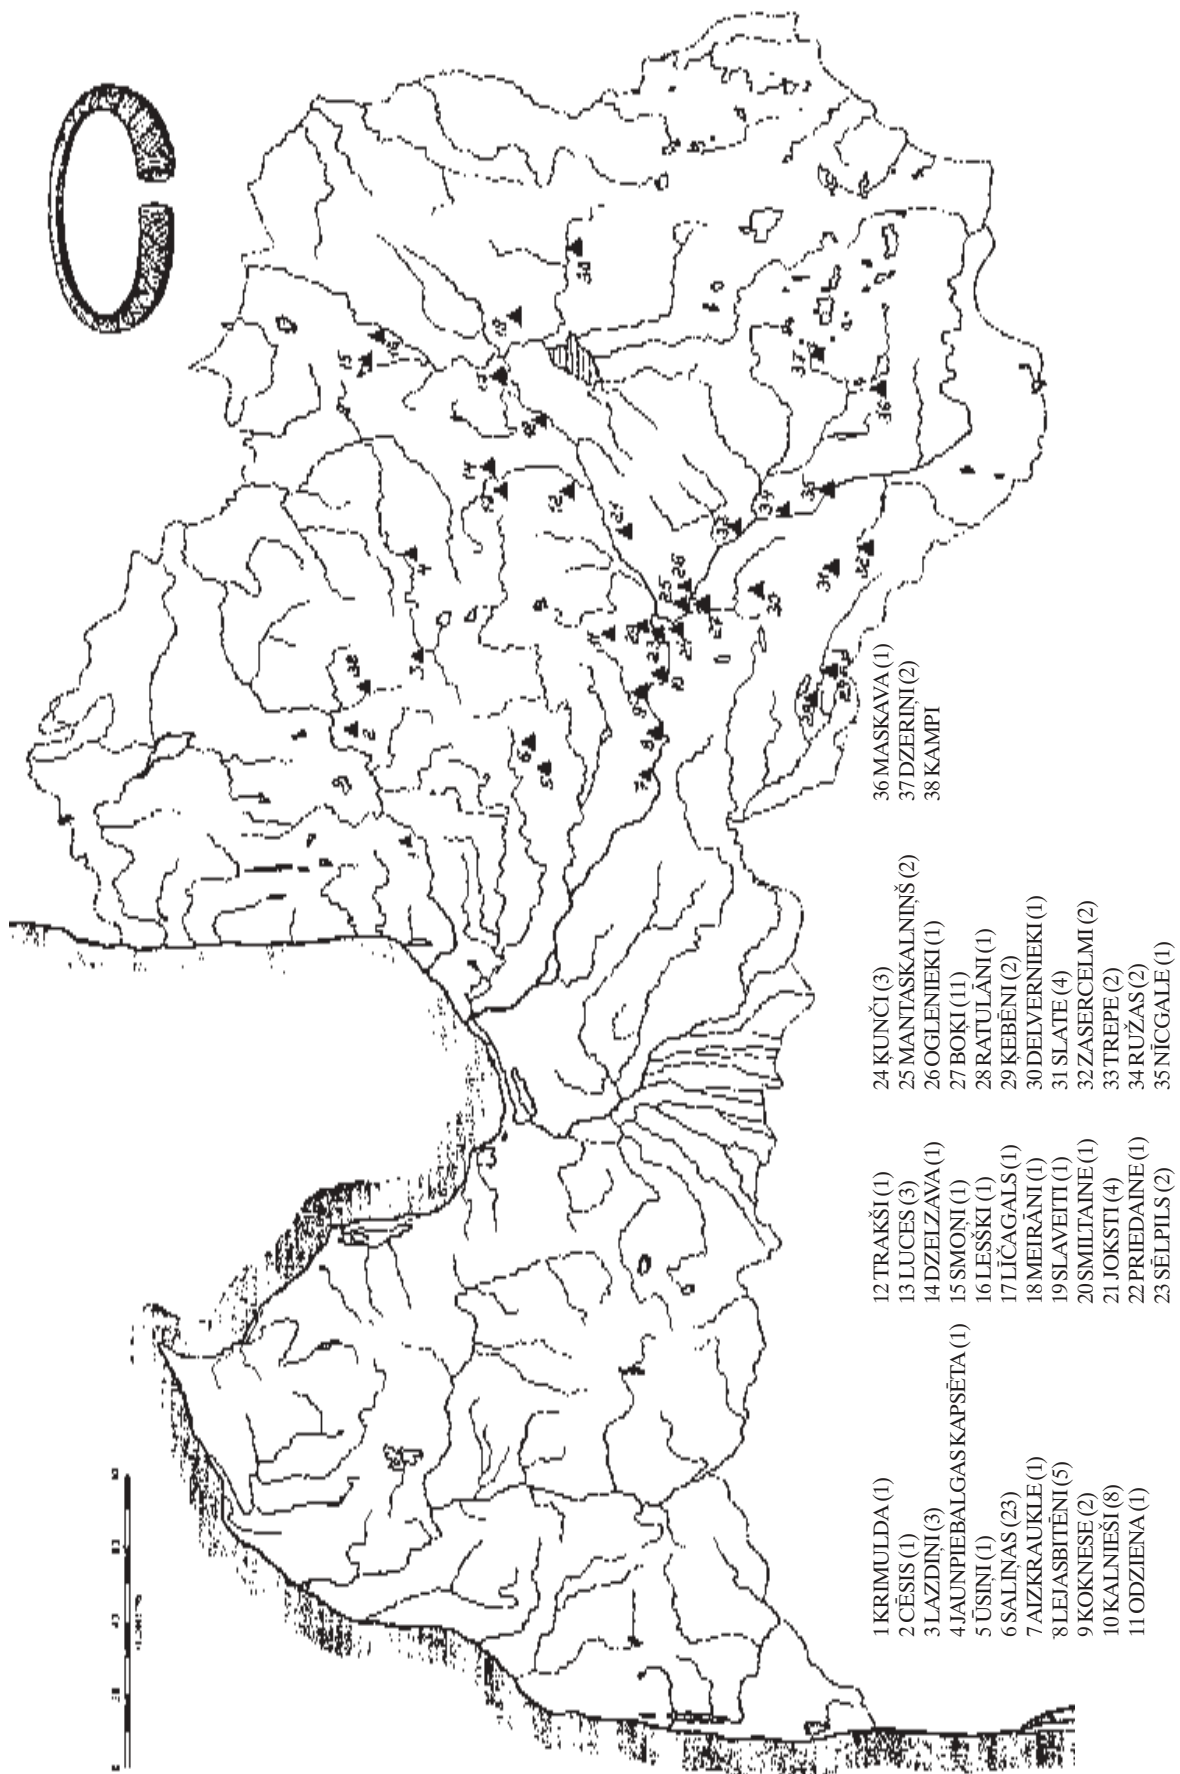 1 KRIMULDA (1)
2 CĒSIS (1)
3 LAZDIŅI (3)
4 JAUNPIEBALGAS KAPSĒTA (1)
5 ŪSIŅI (1)
6 SALIŅAS (23)
7 AIZKRAUKLE (1)
8 LEJASBITĒNI (5)
9 KOKNESE (2)
10 KALNIEŠI (8)
11 ODZIENA (1)
12 TRAKŠI (1)
13 LUCES (3)
14 DZELZAVA (1)
15 SMOŅI (1)
16 LESŠKI (1)
17 LĪČAGALS (1)
18 MEIRĀNI (1)
19 SLAVEITI (1)
20 SMILTAINE (1)
21 JOKSTI (4)
22 PRIEDAINE (1)
23 SĒLPILS (2)
24 ĶUNČI (3)
25 MANTASKALNIŅŠ (2)
26 OGLENIEKI (1)
27 BOĶI (11)
28 RATULĀNI (1)
29 ĶEBĒNI (2)
30 DELVERNIEKI (1)
31 SLATE (4)
32 ZASERCELMI (2)
33 TREPE (2)
34 RUŽAS (2)
35 NĪCGALE (1)
36 MASKAVA (1)
37 DZERIŅI (2)
38 KAMPI